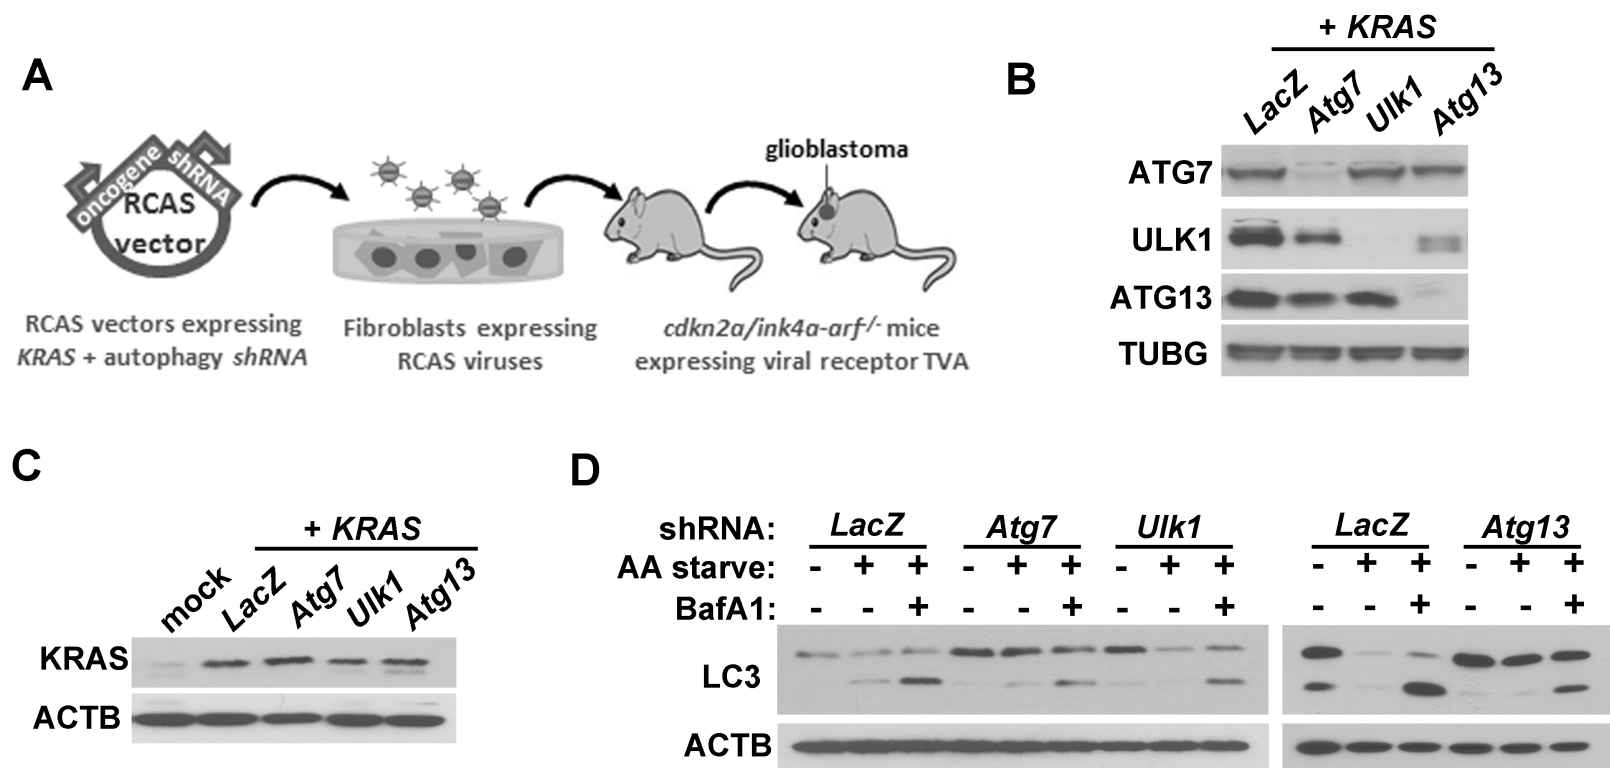 A
oncogene shRNA
RCAS
vector
glioblastoma
RCAS vectors expressing
KRAS + autophagy shRNA
Fibroblasts expressing
RCAS viruses
cdkn2a/ink4a-arf-/- mice
expressing viral receptor TVA
B
+ KRAS
LacZ Atg7 Ulk1 Atg13
ATG7
ULK1
ATG13
TUBG
C
+ KRAS
mock LacZ Atg7 Ulk1 Atg13
KRAS
ACTB
D
shRNA: LacZ Atg7 Ulk1 LacZ Atg13
AA starve: - + + - + + - + + - + + - + +
BafA1: - - + - - + - - + - - + - - +
LC3
ACTB